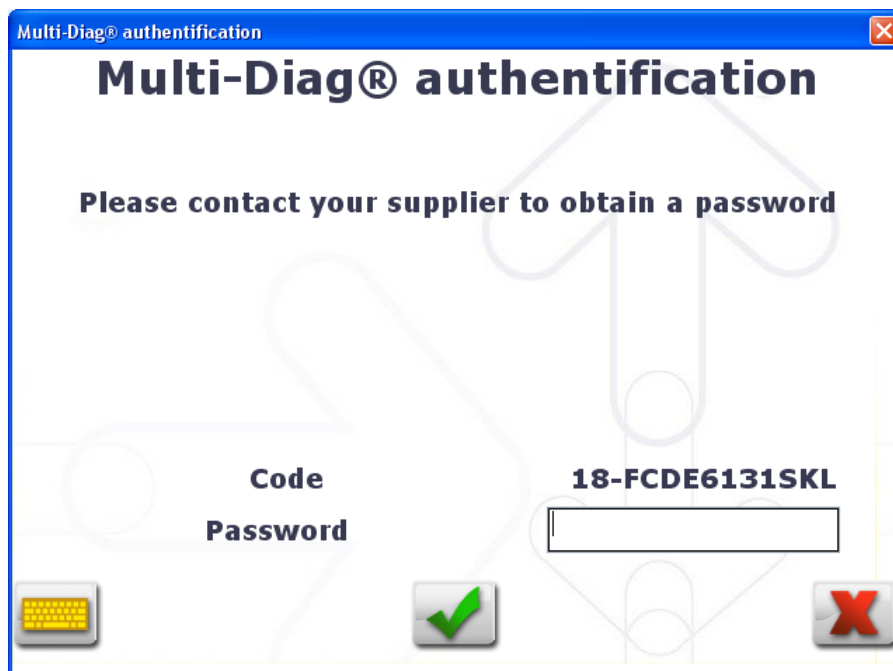 Multi-Diag® authentification
Multi-Diag® authentification
Please contact your supplier to obtain a password
Code 18-FCDE6131SKL
Password